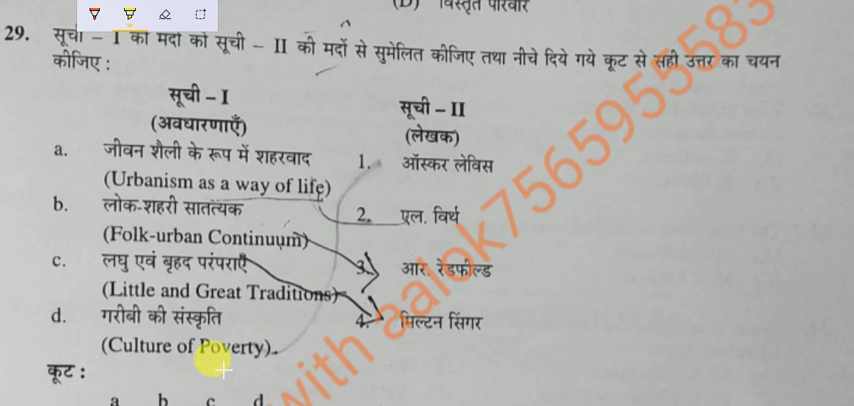 (D) विस्तृत परिवार
29. सूची – I की मदों को सूची – II की मदों से सुमेलित कीजिए तथा नीचे दिये गये कूट से सही उत्तर का चयन
कीजिए :
सूची – I
सूची – II
(अवधारणाएँ)
(लेखक)
a. जीवन शैली के रूप में शहरवाद 1. ऑस्कर लेविस
(Urbanism as a way of life)
b. लोक-शहरी सातत्यक 2. एल. विर्थ
(Folk-urban Continuum)
c. लघु एवं बृहद परंपराएँ 3. आर. रेडफील्ड
(Little and Great Traditions)
d. गरीबी की संस्कृति 4. मिल्टन सिंगर
(Culture of Poverty)
कूट :
a b c d
with aalok7565955583